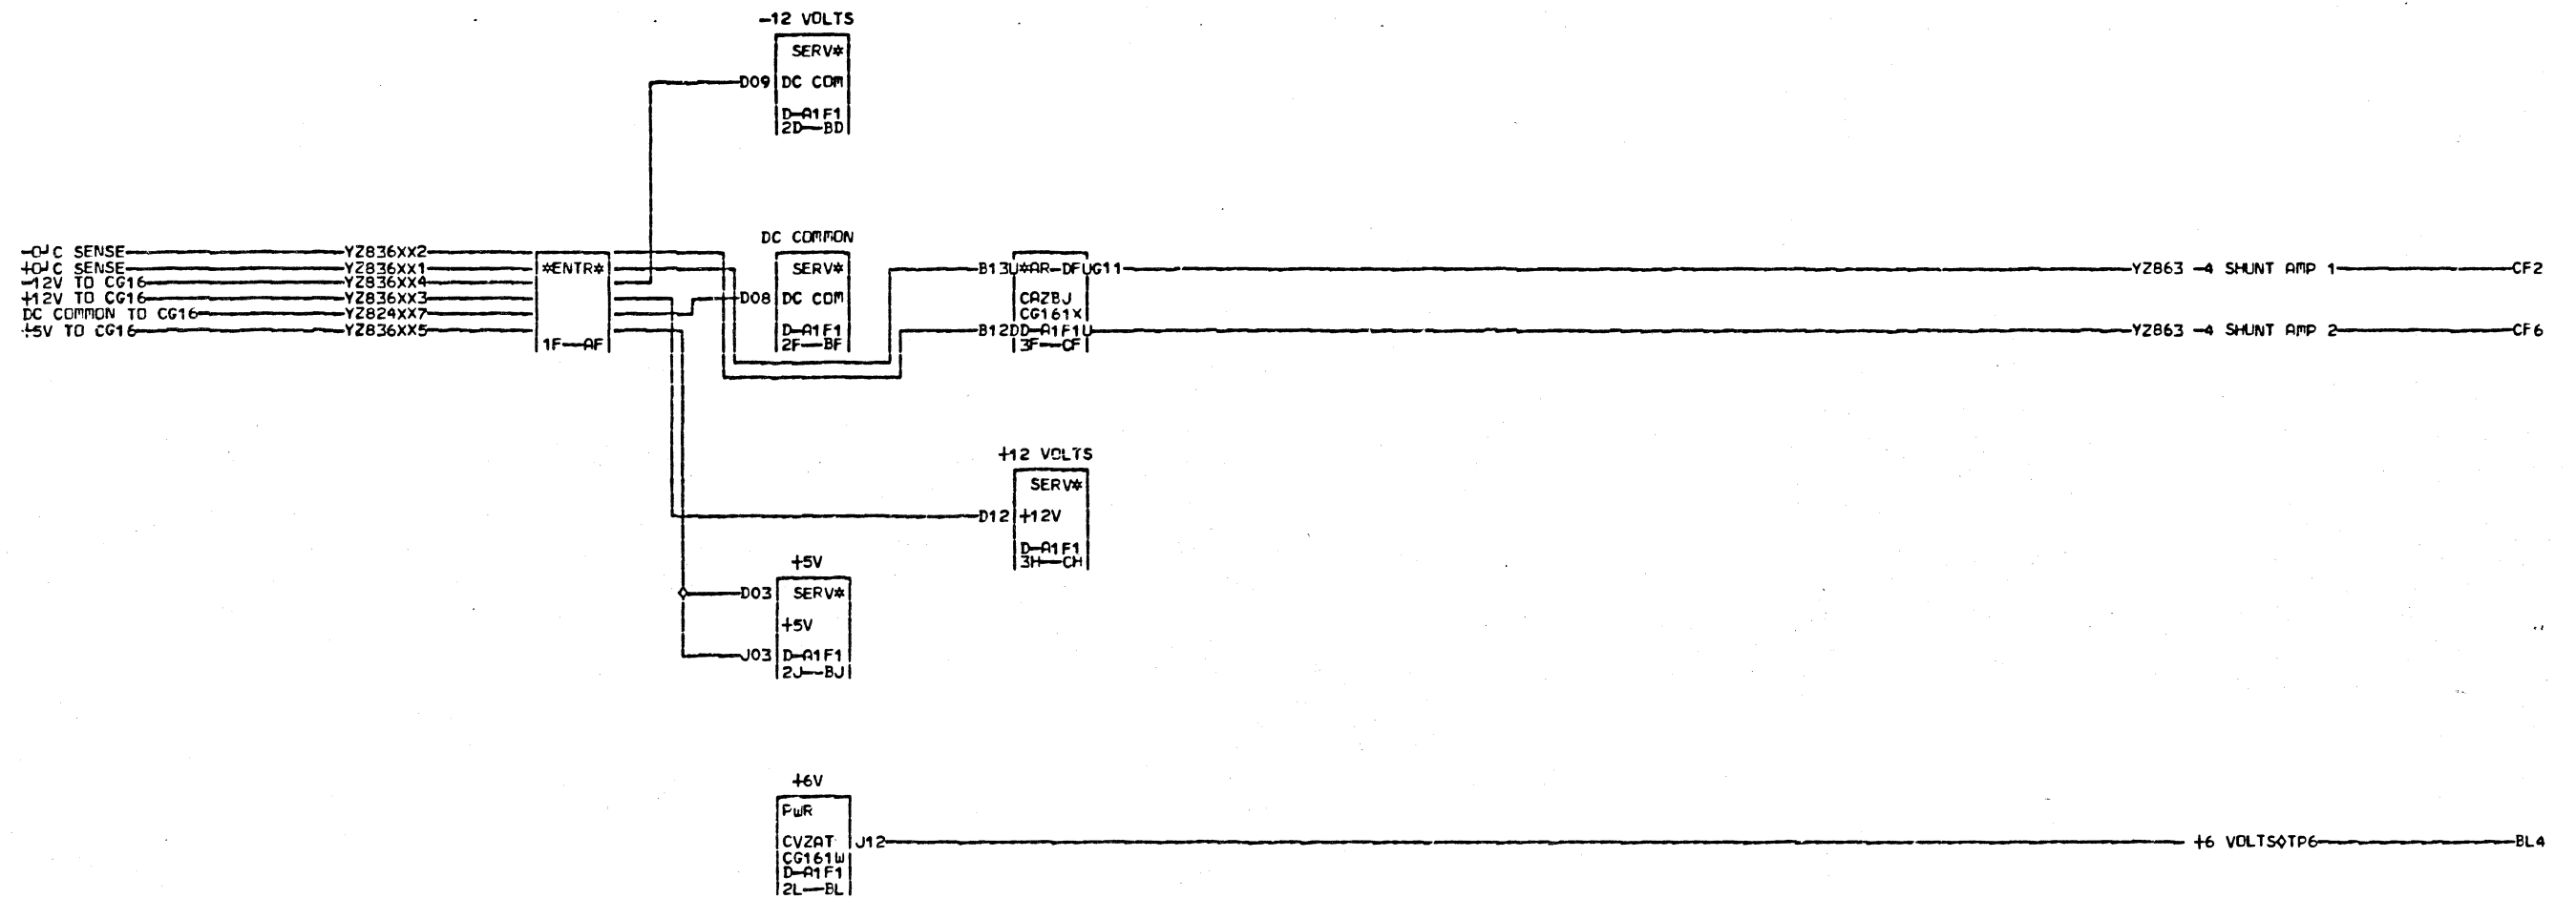 -12 VOLTS
SERV*
D09 DC COM
D-A1F1
2D-BD
-O/C SENSE YZ836XX2
+O/C SENSE YZ836XX1
-12V TO CG16 YZ836XX4
+12V TO CG16 YZ836XX3
DC COMMON TO CG16 YZ824XX7
+5V TO CG16 YZ836XX5
*ENTR*
1F-AF
DC COMMON
SERV*
D08 DC COM
D-A1F1
2F-BF
B13U*AR-DFUG11 YZ863 -4 SHUNT AMP 1 CF2
CAZBJ
CG161X
B12DD-A1F1U YZ863 -4 SHUNT AMP 2 CF6
3F-CF
+12 VOLTS
SERV*
D12 +12V
D-A1F1
3H-CH
+5V
D03 SERV*
+5V
J03 D-A1F1
2J-BJ
+6V
PWR
CVZAT J12 +6 VOLTS◇TP6 BL4
CG161W
D-A1F1
2L-BL